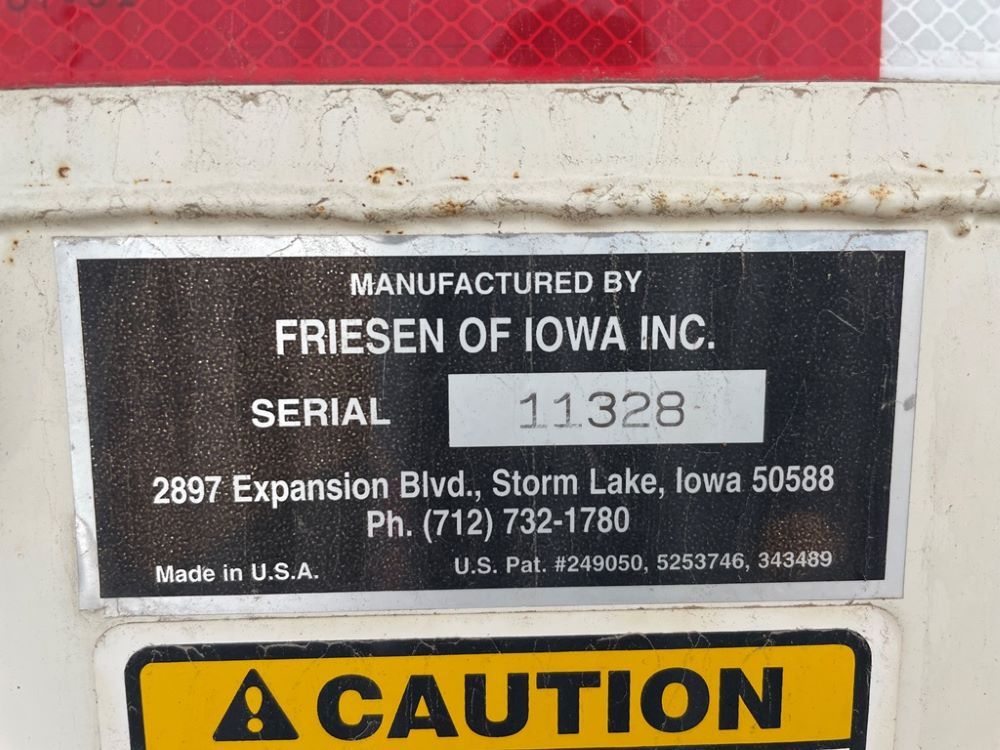 MANUFACTURED BY
FRIESEN OF IOWA INC.
SERIAL 11328
2897 Expansion Blvd., Storm Lake, Iowa 50588
Ph. (712) 732-1780
Made in U.S.A. U.S. Pat. #249050, 5253746, 343489
CAUTION